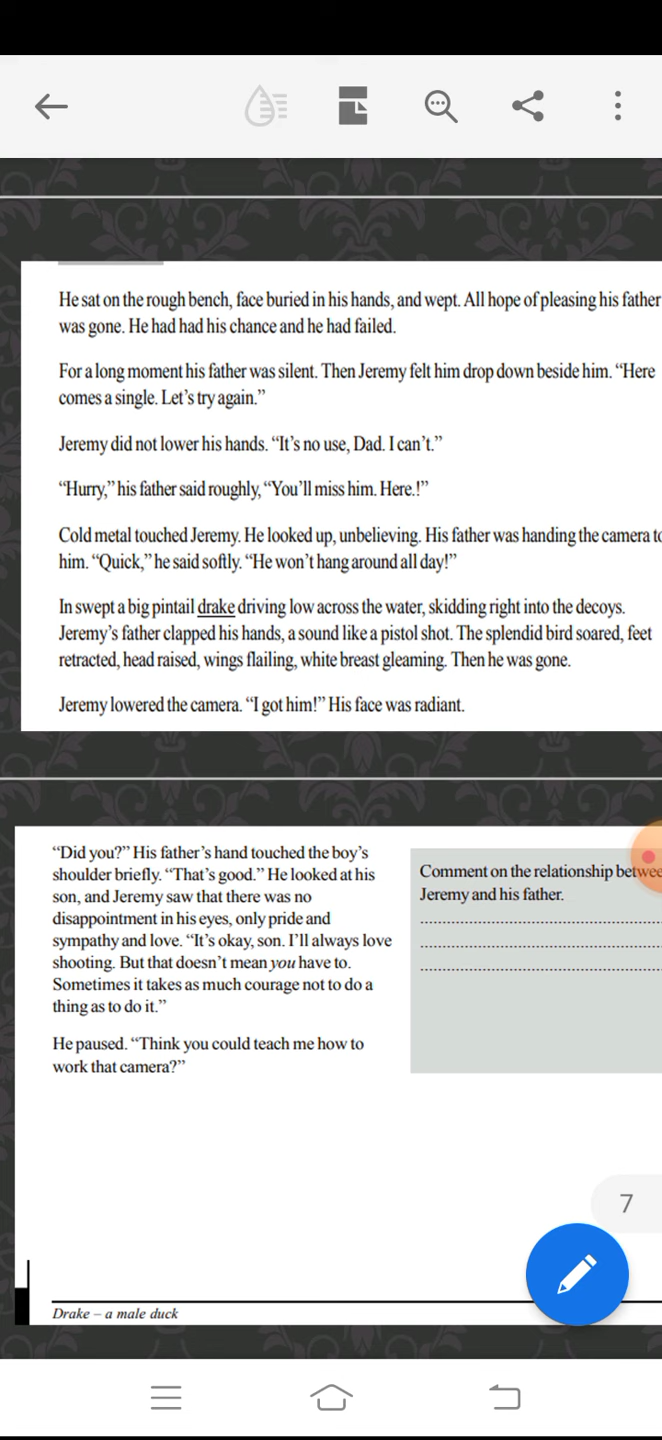 He sat on the rough bench, face buried in his hands, and wept. All hope of pleasing his father
was gone. He had had his chance and he had failed.
For a long moment his father was silent. Then Jeremy felt him drop down beside him. “Here
comes a single. Let’s try again.”
Jeremy did not lower his hands. “It’s no use, Dad. I can’t.”
“Hurry,” his father said roughly, “You’ll miss him. Here.!”
Cold metal touched Jeremy. He looked up, unbelieving. His father was handing the camera to
him. “Quick,” he said softly. “He won’t hang around all day!”
In swept a big pintail drake driving low across the water, skidding right into the decoys.
Jeremy’s father clapped his hands, a sound like a pistol shot. The splendid bird soared, feet
retracted, head raised, wings flailing, white breast gleaming. Then he was gone.
Jeremy lowered the camera. “I got him!” His face was radiant.
“Did you?” His father’s hand touched the boy’s
shoulder briefly. “That’s good.” He looked at his
son, and Jeremy saw that there was no
disappointment in his eyes, only pride and
sympathy and love. “It’s okay, son. I’ll always love
shooting. But that doesn’t mean you have to.
Sometimes it takes as much courage not to do a
thing as to do it.”
He paused. “Think you could teach me how to
work that camera?”
Comment on the relationship betwee
Jeremy and his father.
7
Drake – a male duck